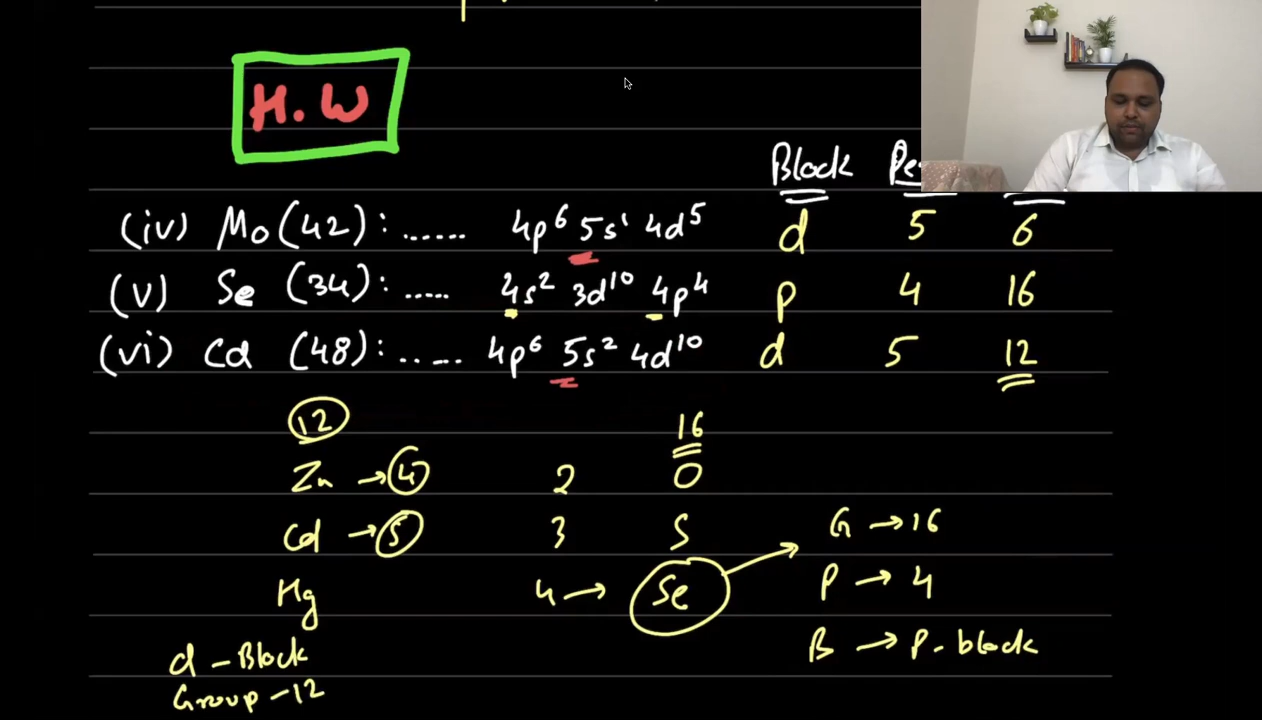 H.W
Block Pe
(iv) Mo (42) : ...... 4p⁶ 5s¹ 4d⁵ d 5 6
(v) Se (34) : ..... 4s² 3d¹⁰ 4p⁴ p 4 16
(vi) Cd (48) : ..... 4p⁶ 5s² 4d¹⁰ d 5 12
12 16
Zn → 4 2 O
Cd → 5 3 S
G → 16
Hg 4 → Se P → 4
B → P-block
d - Block
Group - 12